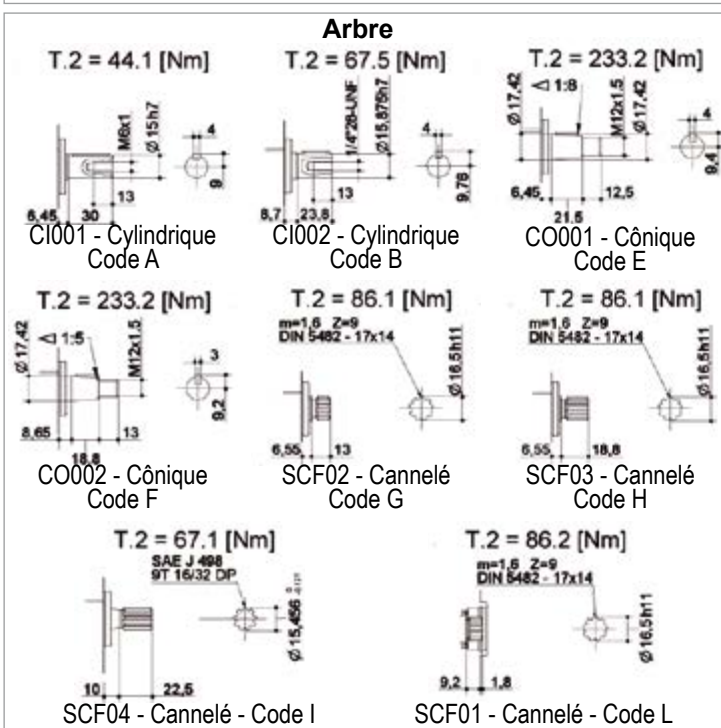 Arbre
T.2 = 44.1 [Nm]
M6x1
Ø 15h7
4
9
13
6,45 30
CI001 - Cylindrique
Code A
T.2 = 67.5 [Nm]
1/4"28-UNF
Ø 15.875h7
4
9,76
13
8,7 23,8
CI002 - Cylindrique
Code B
T.2 = 233.2 [Nm]
Ø 17,42
1:8
M12x1.5
Ø 17,42
4
9,4
6,45 12,5
21,5
CO001 - Cônique
Code E
T.2 = 233.2 [Nm]
Ø 17,42
1:5
M12x1.5
3
9,2
8,65 13
18,8
CO002 - Cônique
Code F
T.2 = 86.1 [Nm]
m=1,6 Z=9
DIN 5482 - 17x14
Ø 16,5h11
6,55 13
SCF02 - Cannelé
Code G
T.2 = 86.1 [Nm]
m=1,6 Z=9
DIN 5482 - 17x14
Ø 16,5h11
6,55 18,8
SCF03 - Cannelé
Code H
T.2 = 67.1 [Nm]
SAE J 498
9T 16/32 DP
Ø 15,456
10 22,5
SCF04 - Cannelé - Code I
T.2 = 86.2 [Nm]
m=1,6 Z=9
DIN 5482 - 17x14
Ø 16,5h11
9,2 1,8
SCF01 - Cannelé - Code L